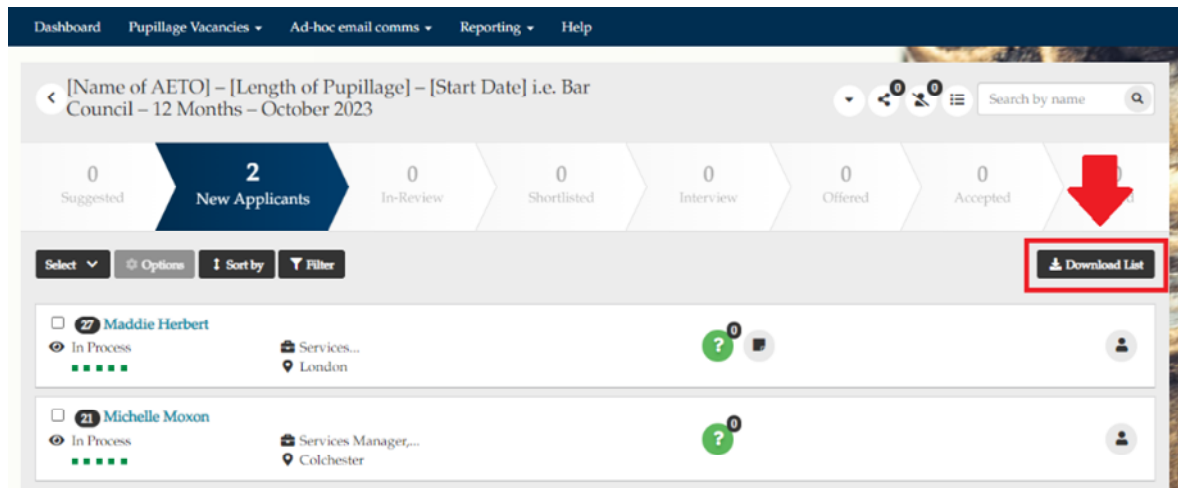 Dashboard Pupillage Vacancies Ad-hoc email comms Reporting Help
[Name of AETO] – [Length of Pupillage] – [Start Date] i.e. Bar
Council – 12 Months – October 2023
0 0
Search by name
0 2 0 0 0 0 0
Suggested New Applicants In-Review Shortlisted Interview Offered Accepted
Select Options Sort by Filter Download List
27 Maddie Herbert
0
In Process Services...
London
21 Michelle Moxon
0
In Process Services Manager,...
Colchester